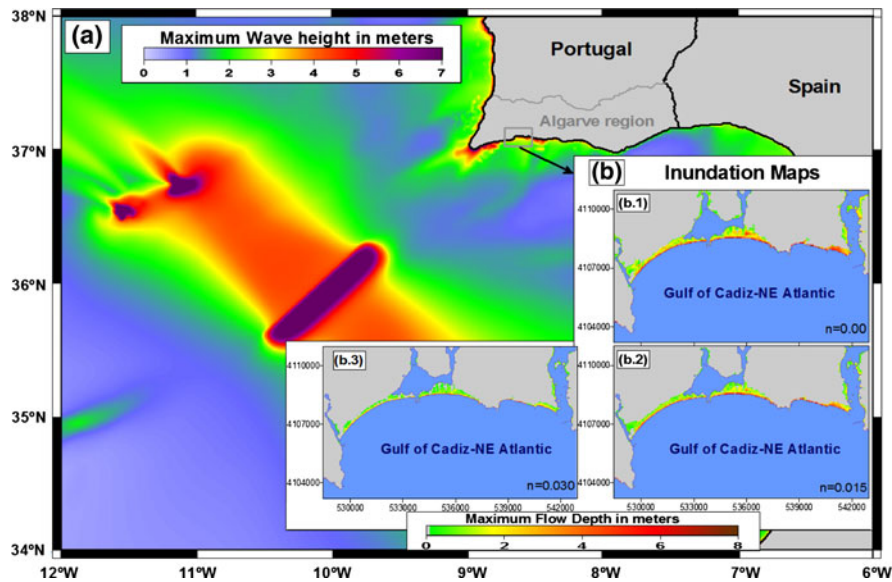 38°N
(a)
Maximum Wave height in meters
0 1 2 3 4 5 6 7
Portugal
Spain
Algarve region
37°N
(b)
Inundation Maps
(b.1)
4110000
4107000
4104000
Gulf of Cadiz-NE Atlantic
n=0.00
36°N
(b.3)
4110000
4107000
4104000
Gulf of Cadiz-NE Atlantic
n=0.030
530000 533000 536000 539000 542000
(b.2)
4110000
4107000
4104000
Gulf of Cadiz-NE Atlantic
n=0.015
530000 533000 536000 539000 542000
35°N
Maximum Flow Depth in meters
0 2 4 6 8
34°N
12°W 11°W 10°W 9°W 8°W 7°W 6°W